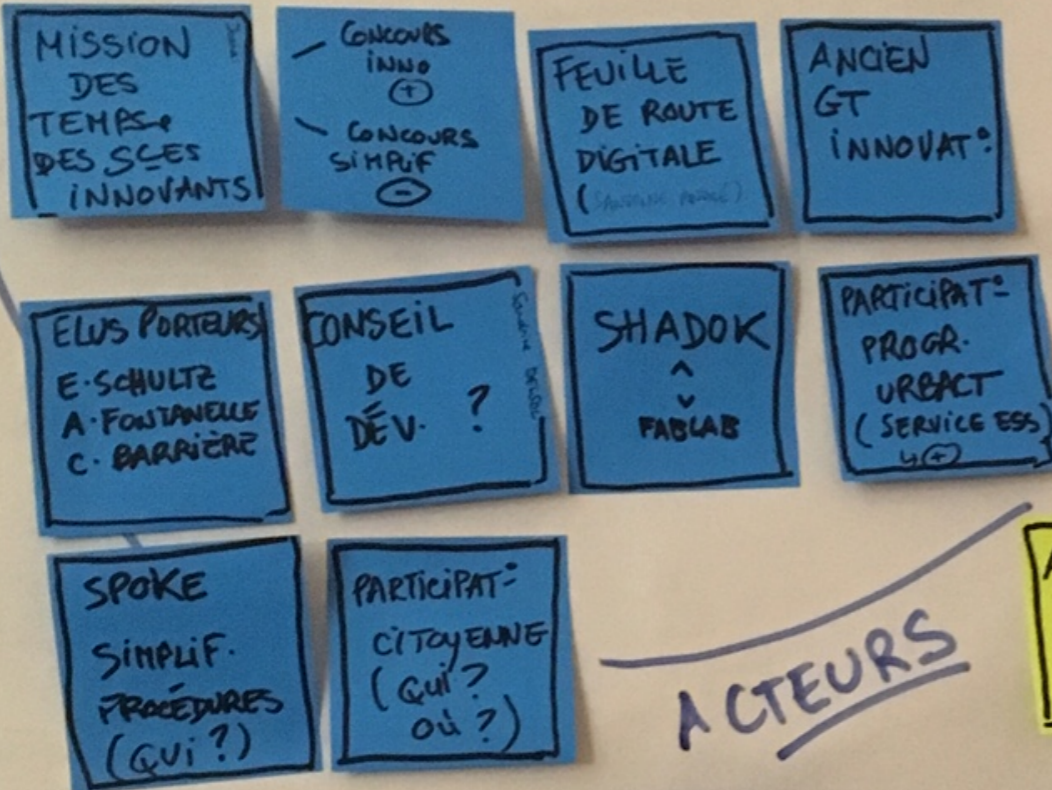 MISSION
DES
TEMPS &
DES SCES
INNOVANTS
CONCOURS
INNO
+
CONCOURS
SIMPLIF
-
FEUILLE
DE ROUTE
DIGITALE
ANCIEN
GT
INNOVAT°
ELUS PORTEURS
E. SCHULTZ
A. FONTANELLE
C. BARRIÈRE
CONSEIL
DE
DÉV. ?
SHADOK
FABLAB
PARTICIPAT°
PROGR.
URBACT
(SERVICE ESS)
↳ +
SPOKE
SIMPLIF.
PROCÉDURES
(QUI ?)
PARTICIPAT°
CITOYENNE
(QUI ?
OÙ ?)
ACTEURS